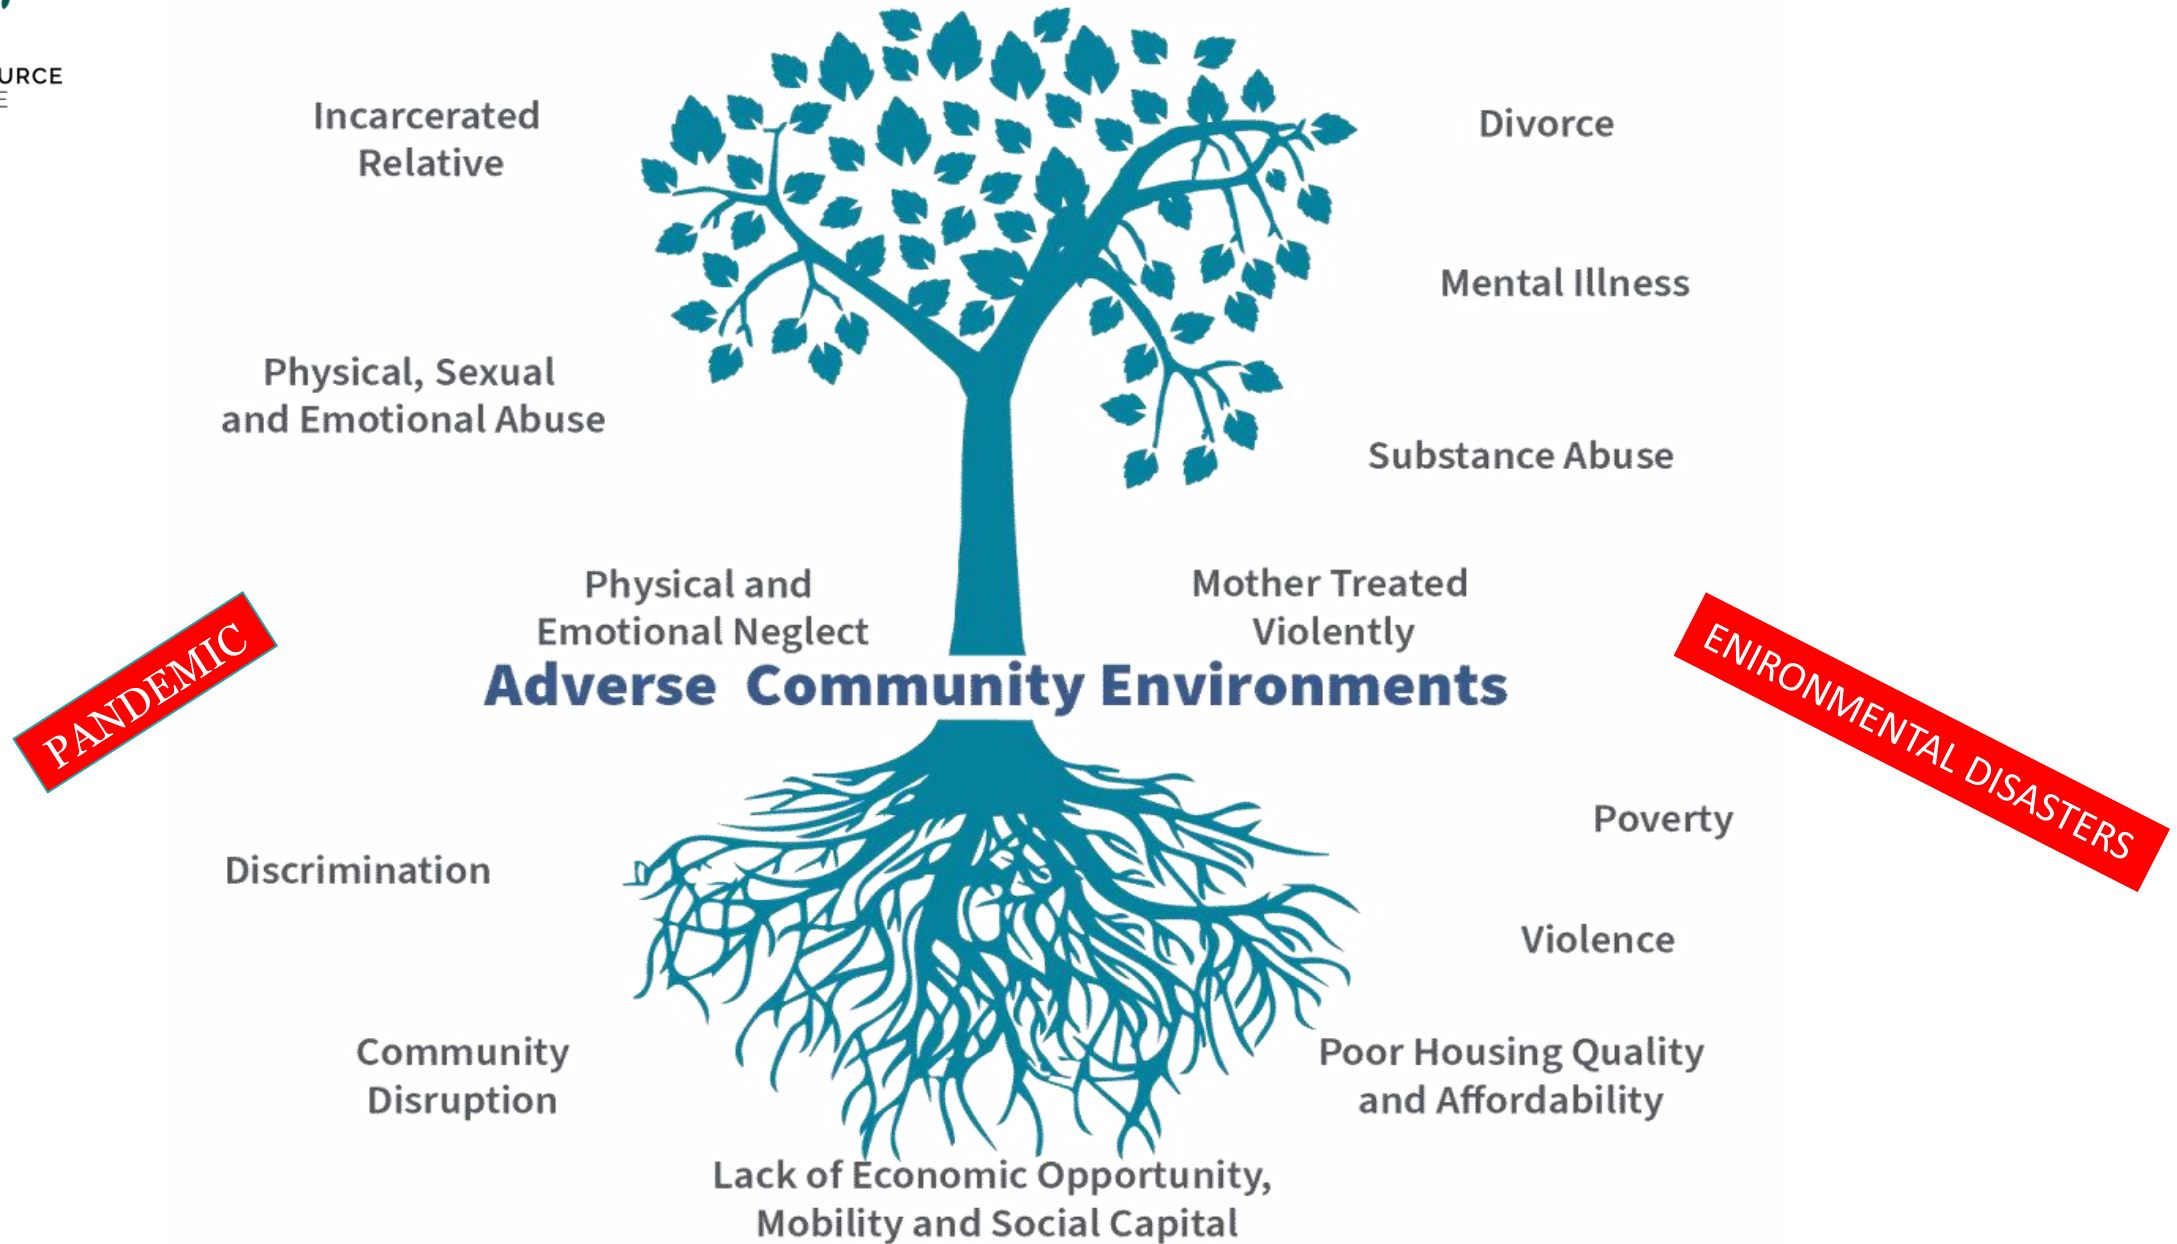 URCE
E
Incarcerated
Relative
Divorce
Mental Illness
Physical, Sexual
and Emotional Abuse
Substance Abuse
Physical and
Emotional Neglect
Mother Treated
Violently
PANDEMIC
Adverse Community Environments
ENIRONMENTAL DISASTERS
Poverty
Discrimination
Violence
Community
Disruption
Poor Housing Quality
and Affordability
Lack of Economic Opportunity,
Mobility and Social Capital